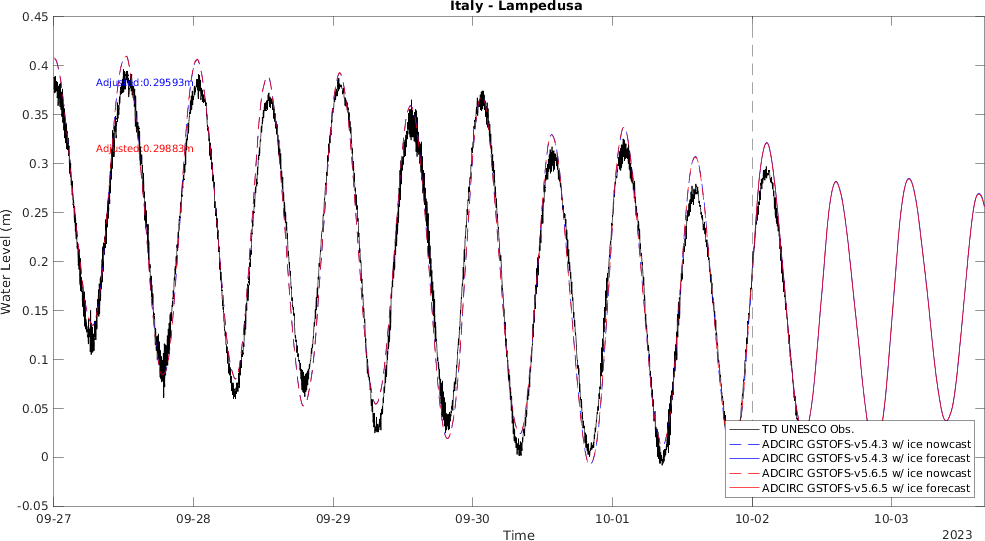 Italy - Lampedusa
0.45
0.4
0.35
0.3
0.25
0.2
0.15
0.1
0.05
0
-0.05
Water Level (m)
Adjusted:0.29593m
Adjusted:0.29883m
TD UNESCO Obs.
ADCIRC GSTOFS-v5.4.3 w/ ice nowcast
ADCIRC GSTOFS-v5.4.3 w/ ice forecast
ADCIRC GSTOFS-v5.6.5 w/ ice nowcast
ADCIRC GSTOFS-v5.6.5 w/ ice forecast
09-27 09-28 09-29 09-30 10-01 10-02 10-03
Time
2023